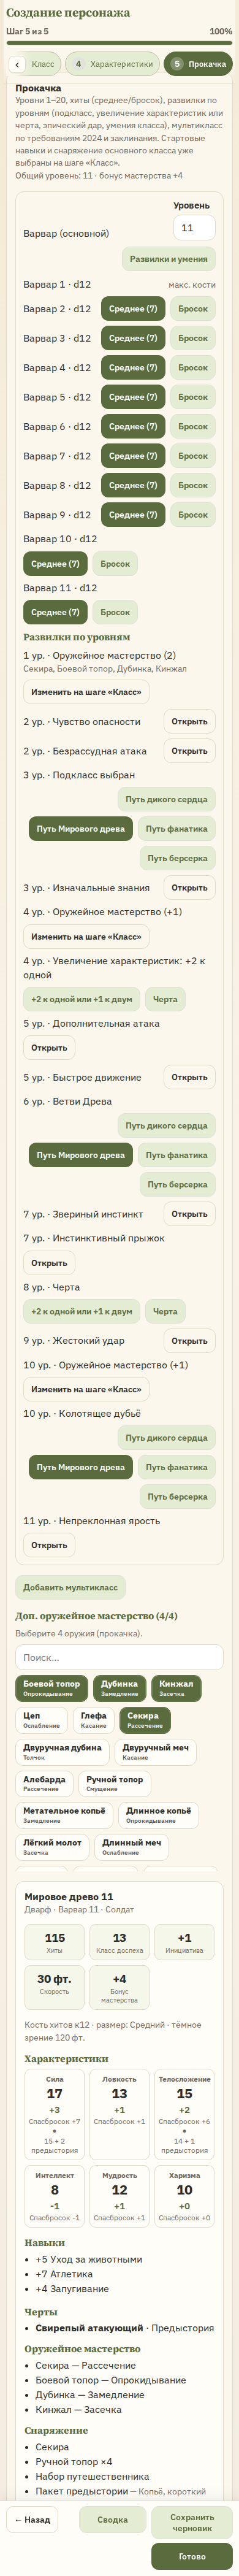 Создание персонажа
Шаг 5 из 5 100%
‹ Класс 4 Характеристики 5 Прокачка
Прокачка
Уровни 1–20, хиты (среднее/бросок), развилки по
уровням (подкласс, увеличение характеристик или
черта, эпический дар, умения класса), мультикласс
по требованиям 2024 и заклинания. Стартовые
навыки и снаряжение основного класса уже
выбраны на шаге «Класс».
Общий уровень: 11 · бонус мастерства +4
Уровень
Варвар (основной) 11
Развилки и умения
Варвар 1 · d12 макс. кости
Варвар 2 · d12 Среднее (7) Бросок
Варвар 3 · d12 Среднее (7) Бросок
Варвар 4 · d12 Среднее (7) Бросок
Варвар 5 · d12 Среднее (7) Бросок
Варвар 6 · d12 Среднее (7) Бросок
Варвар 7 · d12 Среднее (7) Бросок
Варвар 8 · d12 Среднее (7) Бросок
Варвар 9 · d12 Среднее (7) Бросок
Варвар 10 · d12
Среднее (7) Бросок
Варвар 11 · d12
Среднее (7) Бросок
Развилки по уровням
1 ур. · Оружейное мастерство (2)
Секира, Боевой топор, Дубинка, Кинжал
Изменить на шаге «Класс»
2 ур. · Чувство опасности Открыть
2 ур. · Безрассудная атака Открыть
3 ур. · Подкласс выбран
Путь дикого сердца
Путь Мирового древа Путь фанатика
Путь берсерка
3 ур. · Изначальные знания Открыть
4 ур. · Оружейное мастерство (+1)
Изменить на шаге «Класс»
4 ур. · Увеличение характеристик: +2 к
одной
+2 к одной или +1 к двум Черта
5 ур. · Дополнительная атака
Открыть
5 ур. · Быстрое движение Открыть
6 ур. · Ветви Древа
Путь дикого сердца
Путь Мирового древа Путь фанатика
Путь берсерка
7 ур. · Звериный инстинкт Открыть
7 ур. · Инстинктивный прыжок
Открыть
8 ур. · Черта
+2 к одной или +1 к двум Черта
9 ур. · Жестокий удар Открыть
10 ур. · Оружейное мастерство (+1)
Изменить на шаге «Класс»
10 ур. · Колотящее дубьё
Путь дикого сердца
Путь Мирового древа Путь фанатика
Путь берсерка
11 ур. · Непреклонная ярость
Открыть
Добавить мультикласс
Доп. оружейное мастерство (4/4)
Выберите 4 оружия (прокачка).
Поиск...
Боевой топор Дубинка Кинжал
Опрокидывание Замедление Засечка
Цеп Глефа Секира
Ослабление Касание Рассечение
Двуручная дубина Двуручный меч
Толчок Касание
Алебарда Ручной топор
Рассечение Смущение
Метательное копьё Длинное копьё
Замедление Опрокидывание
Лёгкий молот Длинный меч
Засечка Ослабление
Мировое древо 11
Дварф · Варвар 11 · Солдат
115 13 +1
Хиты Класс доспеха Инициатива
30 фт. +4
Скорость Бонус
мастерства
Кость хитов к12 · размер: Средний · тёмное
зрение 120 фт.
Характеристики
Сила Ловкость Телосложение
17 13 15
+3 +1 +2
Спасбросок +7 Спасбросок +1 Спасбросок +6
● ●
15 + 2 14 + 1
предыстория предыстория
Интеллект Мудрость Харизма
8 12 10
-1 +1 +0
Спасбросок -1 Спасбросок +1 Спасбросок +0
Навыки
• +5 Уход за животными
• +7 Атлетика
• +4 Запугивание
Черты
• Свирепый атакующий · Предыстория
Оружейное мастерство
• Секира — Рассечение
• Боевой топор — Опрокидывание
• Дубинка — Замедление
• Кинжал — Засечка
Снаряжение
• Секира
• Ручной топор ×4
• Набор путешественника
• Пакет предыстории — Копьё, короткий
← Назад Сводка Сохранить
черновик
Готово